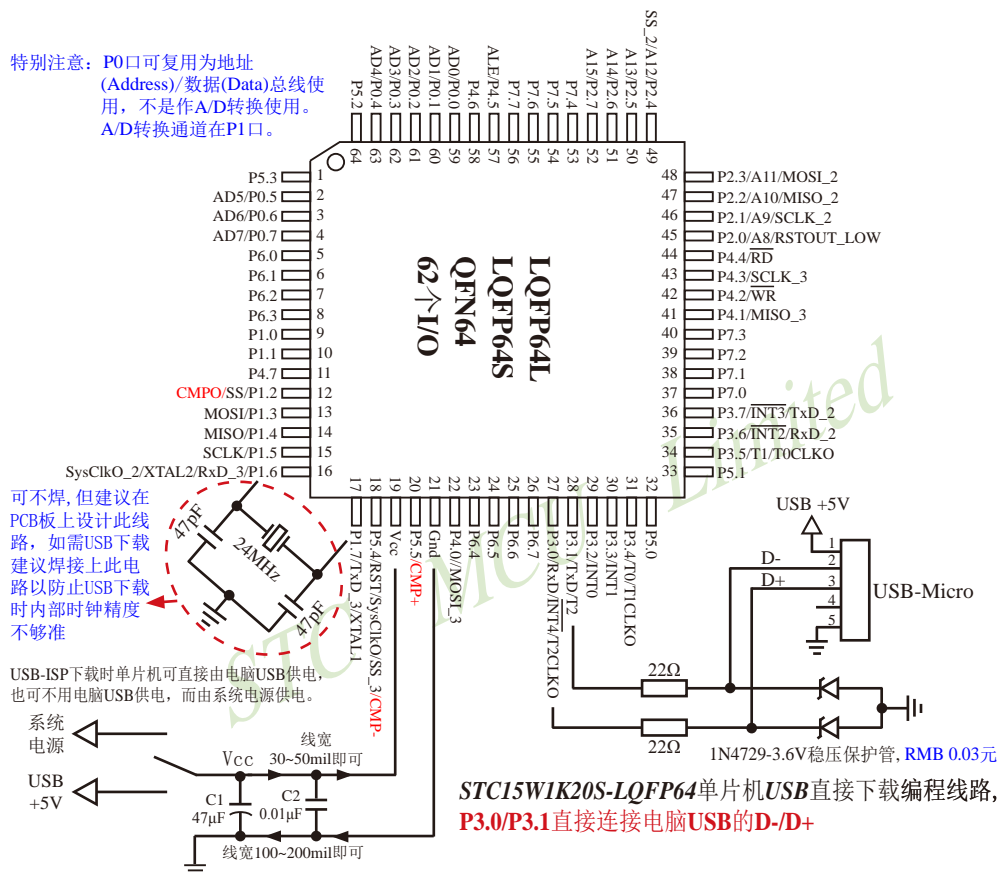 特别注意：P0口可复用为地址
(Address)/数据(Data)总线使
用，不是作A/D转换使用。
A/D转换通道在P1口。
P5.2
AD4/P0.4
AD3/P0.3
AD2/P0.2
AD1/P0.1
AD0/P0.0
P4.6
ALE/P4.5
P7.7
P7.6
P7.5
P7.4
A15/P2.7
A14/P2.6
A13/P2.5
SS_2/A12/P2.4
64
63
62
61
60
59
58
57
56
55
54
53
52
51
50
49
P5.3 1
AD5/P0.5 2
AD6/P0.6 3
AD7/P0.7 4
P6.0 5
P6.1 6
P6.2 7
P6.3 8
P1.0 9
P1.1 10
P4.7 11
CMPO/SS/P1.2 12
MOSI/P1.3 13
MISO/P1.4 14
SCLK/P1.5 15
SysClkO_2/XTAL2/RxD_3/P1.6 16
LQFP64L
LQFP64S
QFN64
62个I/O
48 P2.3/A11/MOSI_2
47 P2.2/A10/MISO_2
46 P2.1/A9/SCLK_2
45 P2.0/A8/RSTOUT_LOW
44 P4.4/RD
43 P4.3/SCLK_3
42 P4.2/WR
41 P4.1/MISO_3
40 P7.3
39 P7.2
38 P7.1
37 P7.0
36 P3.7/INT3/TxD_2
35 P3.6/INT2/RxD_2
34 P3.5/T1/T0CLKO
33 P5.1
17
18
19
20
21
22
23
24
25
26
27
28
29
30
31
32
P1.7/TxD_3/XTAL1
P5.4/RST/SysClkO/SS_3/CMP-
Vcc
P5.5/CMP+
Gnd
P4.0//MOSI_3
P6.4
P6.5
P6.6
P6.7
P3.0/RxD/INT4/T2CLKO
P3.1/TxD/T2
P3.2/INT0
P3.3/INT1
P3.4/T0/T1CLKO
P5.0
可不焊,但建议在
PCB板上设计此线
路，如需USB下载
建议焊接上此电
路以防止USB下载
时内部时钟精度
不够准
47pF
24MHz
47pF
STC MCU Limited
USB +5V
D-
D+
1
2
3
4
5
USB-Micro
22Ω
22Ω
1N4729-3.6V稳压保护管, RMB 0.03元
USB-ISP下载时单片机可直接由电脑USB供电，
也可不用电脑USB供电，而由系统电源供电。
系统
电源
USB
+5V
Vcc
线宽
30~50mil即可
C1
47μF
C2
0.01μF
线宽100~200mil即可
STC15W1K20S-LQFP64单片机USB直接下载编程线路,
P3.0/P3.1直接连接电脑USB的D-/D+